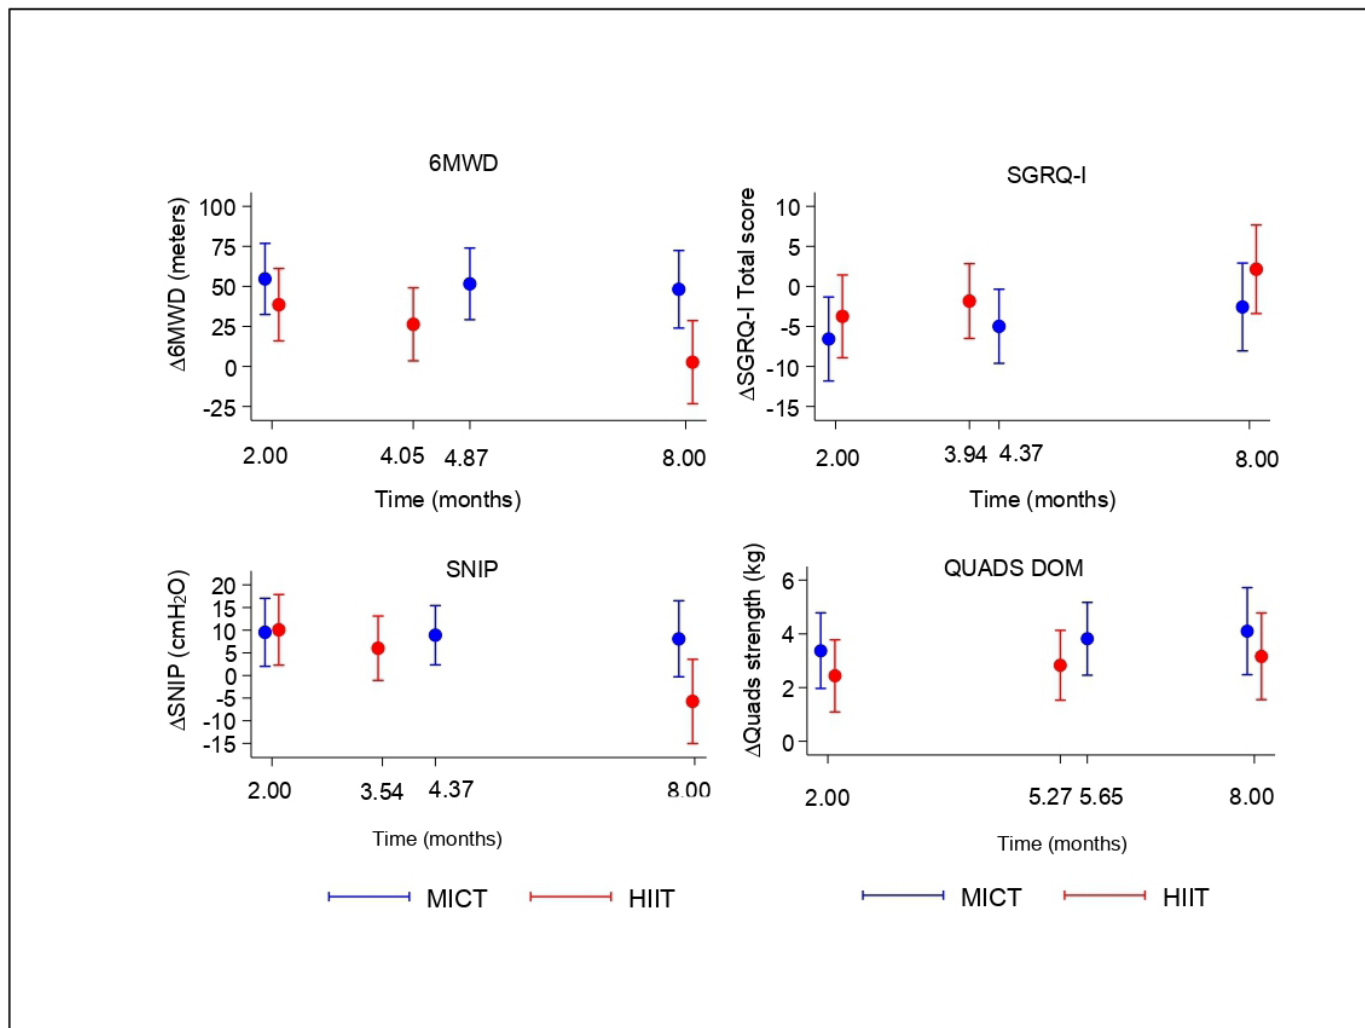 6MWD
Δ6MWD (meters)
100
75
50
25
0
-25
2.00 4.05 4.87 8.00
Time (months)
SGRQ-I
ΔSGRQ-I Total score
10
5
0
-5
-10
-15
2.00 3.94 4.37 8.00
Time (months)
SNIP
ΔSNIP (cmH₂O)
20
15
10
5
0
-5
-10
-15
2.00 3.54 4.37 8.00
Time (months)
QUADS DOM
ΔQuads strength (kg)
6
4
2
0
2.00 5.27 5.65 8.00
Time (months)
MICT HIIT
MICT HIIT